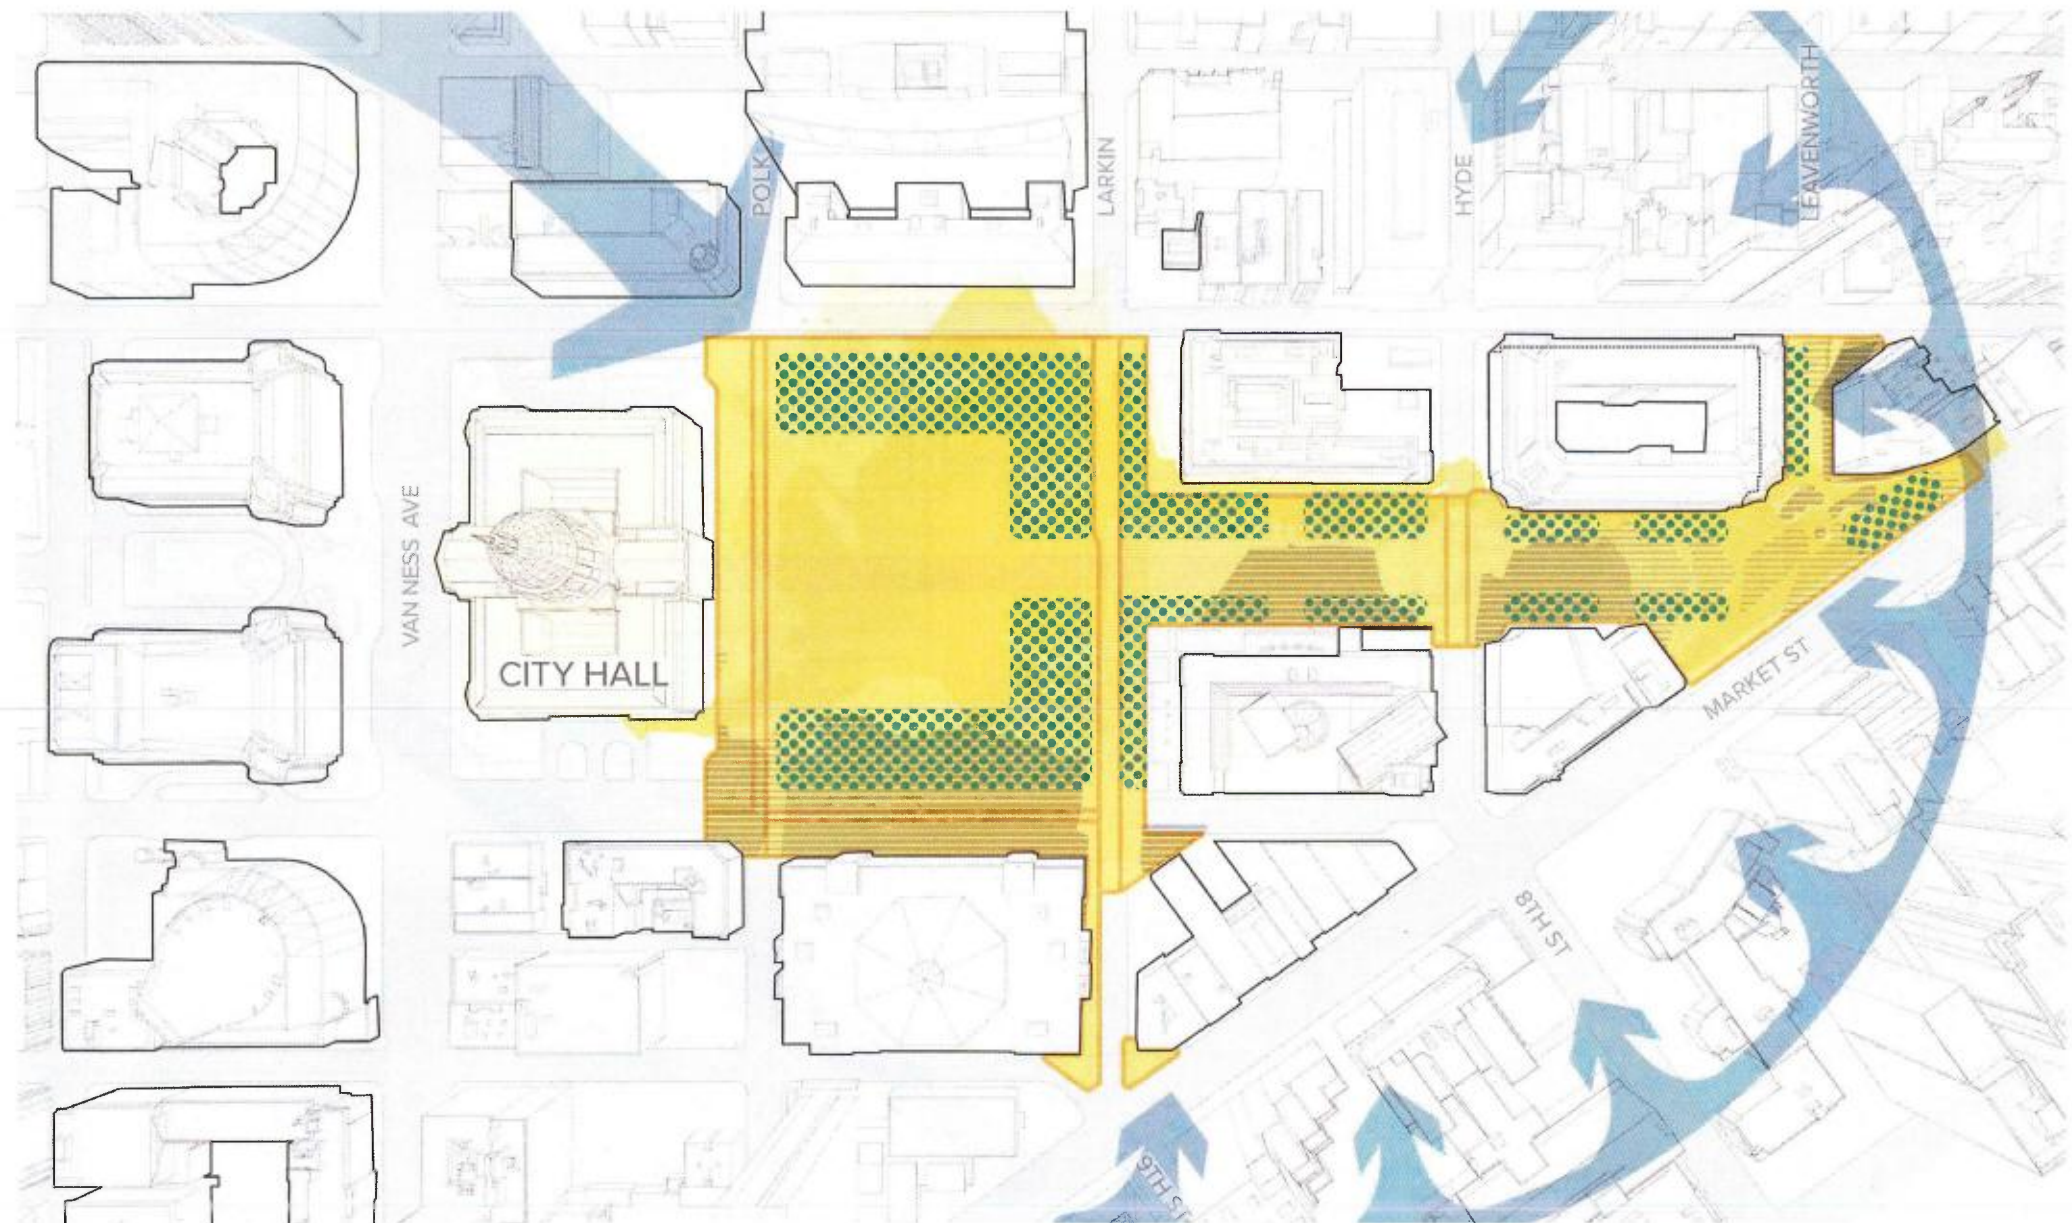 POLK
LARKIN
HYDE
LEAVENWORTH
VAN NESS AVE
CITY HALL
MARKET ST
8TH ST
9TH ST